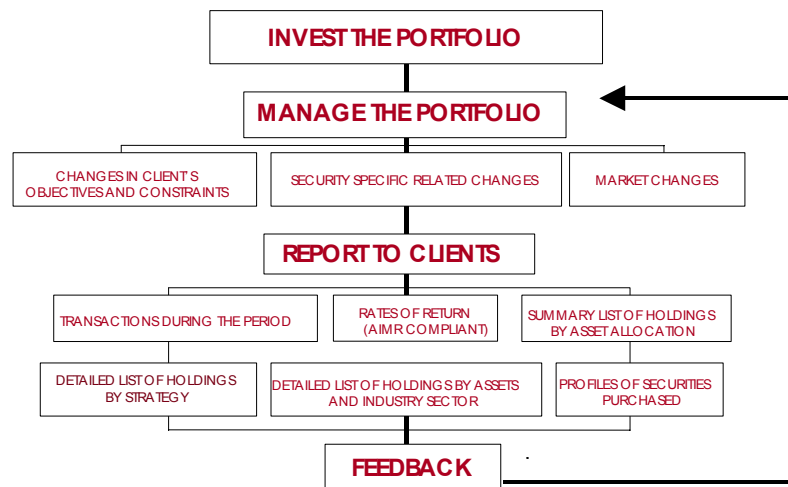 INVEST THE PORTFOLIO
MANAGE THE PORTFOLIO
CHANGES IN CLIENT'S
OBJECTIVES AND CONSTRAINTS
SECURITY SPECIFIC RELATED CHANGES
MARKET CHANGES
REPORT TO CLIENTS
TRANSACTIONS DURING THE PERIOD
RATES OF RETURN
(AIMR COMPLIANT)
SUMMARY LIST OF HOLDINGS
BY ASSET ALLOCATION
DETAILED LIST OF HOLDINGS
BY STRATEGY
DETAILED LIST OF HOLDINGS BY ASSETS
AND INDUSTRY SECTOR
PROFILES OF SECURITIES
PURCHASED
FEEDBACK